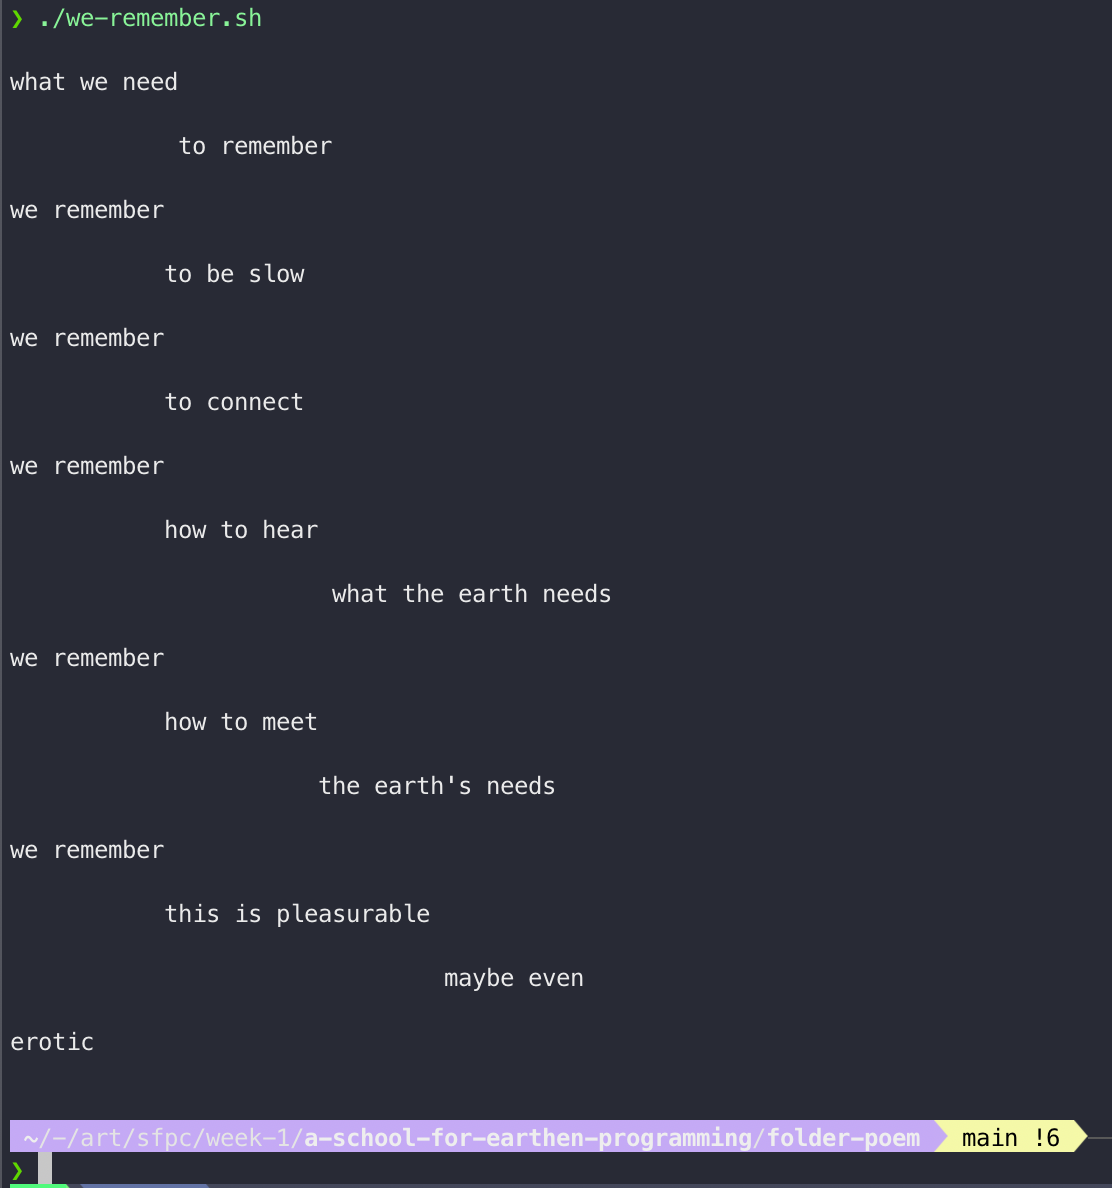 ❯ ./we-remember.sh
what we need
to remember
we remember
to be slow
we remember
to connect
we remember
how to hear
what the earth needs
we remember
how to meet
the earth's needs
we remember
this is pleasurable
maybe even
erotic
~/-/art/sfpc/week-1/a-school-for-earthen-programming/folder-poem main !6
❯